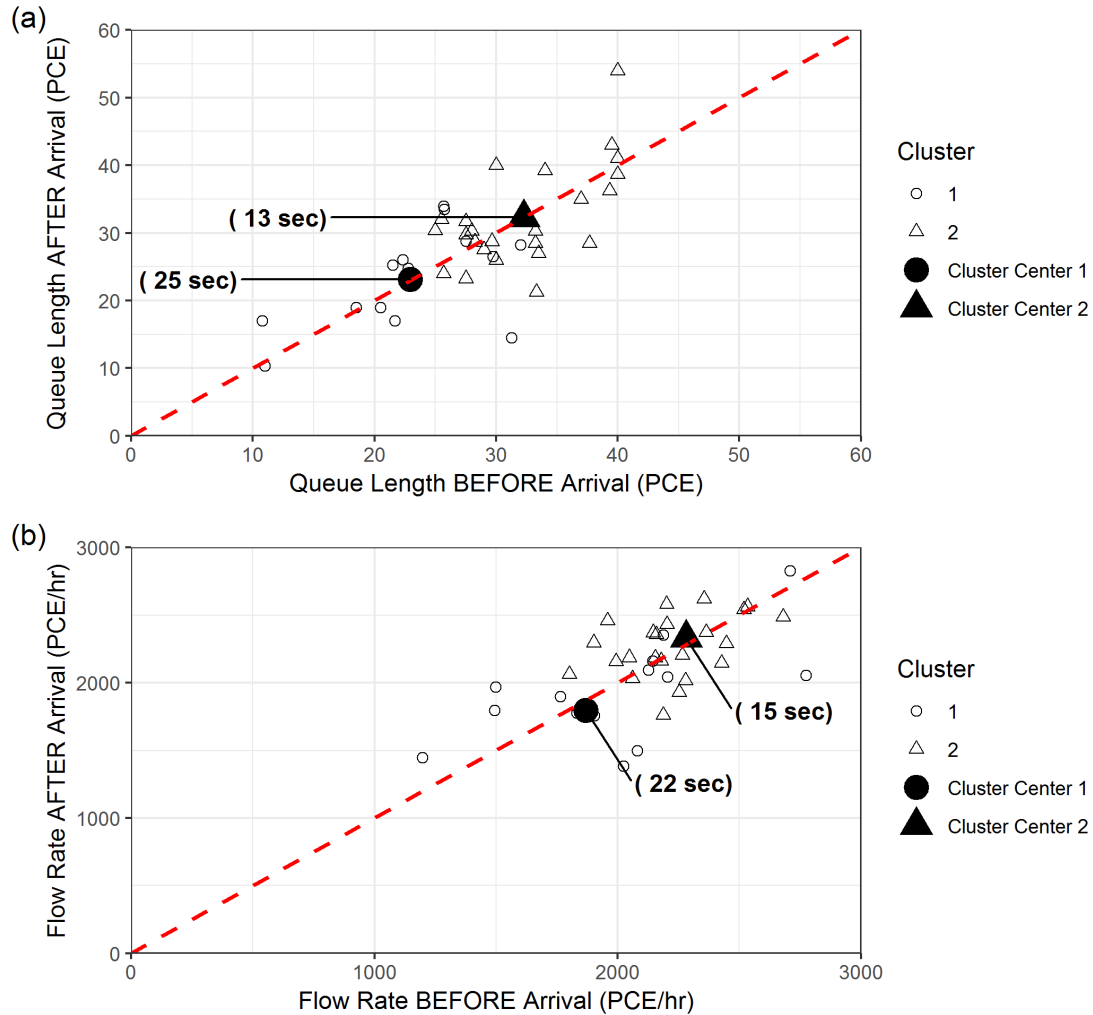 (a)
Queue Length AFTER Arrival (PCE)
60
50
40
30
20
10
0
( 13 sec)
( 25 sec)
0 10 20 30 40 50 60
Queue Length BEFORE Arrival (PCE)
Cluster
1
2
Cluster Center 1
Cluster Center 2
(b)
Flow Rate AFTER Arrival (PCE/hr)
3000
2000
1000
0
( 15 sec)
( 22 sec)
0 1000 2000 3000
Flow Rate BEFORE Arrival (PCE/hr)
Cluster
1
2
Cluster Center 1
Cluster Center 2